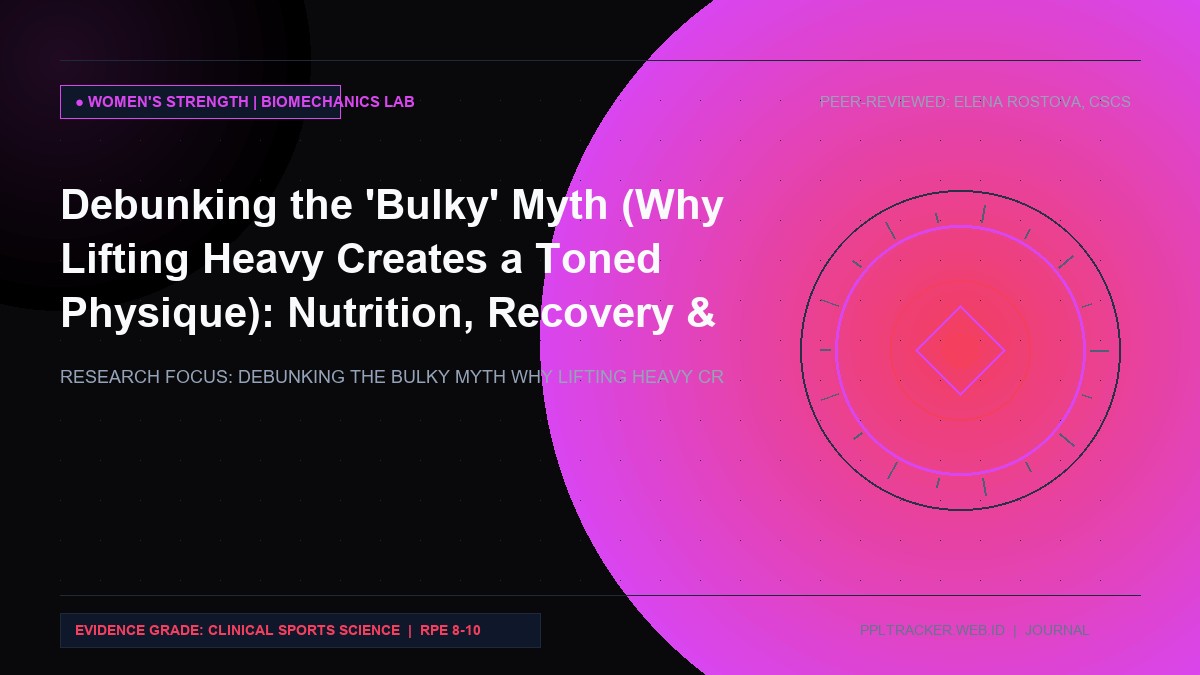 ● WOMEN'S STRENGTH | BIOMECHANICS LAB
PEER-REVIEWED: ELENA ROSTOVA, CSCS
Debunking the 'Bulky' Myth (Why
Lifting Heavy Creates a Toned
Physique): Nutrition, Recovery &
RESEARCH FOCUS: DEBUNKING THE BULKY MYTH WHY LIFTING HEAVY CR
EVIDENCE GRADE: CLINICAL SPORTS SCIENCE | RPE 8-10
PPLTRACKER.WEB.ID | JOURNAL